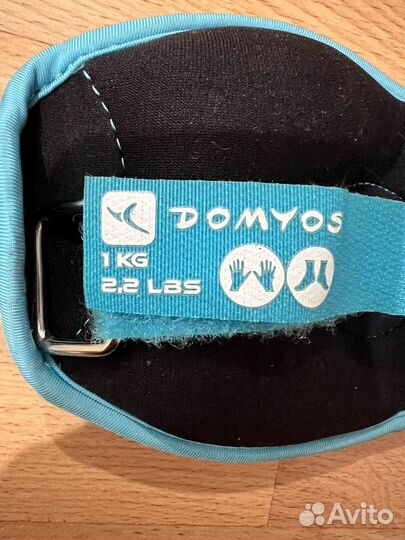 DOMYOS
1 KG
2.2 LBS
Avito